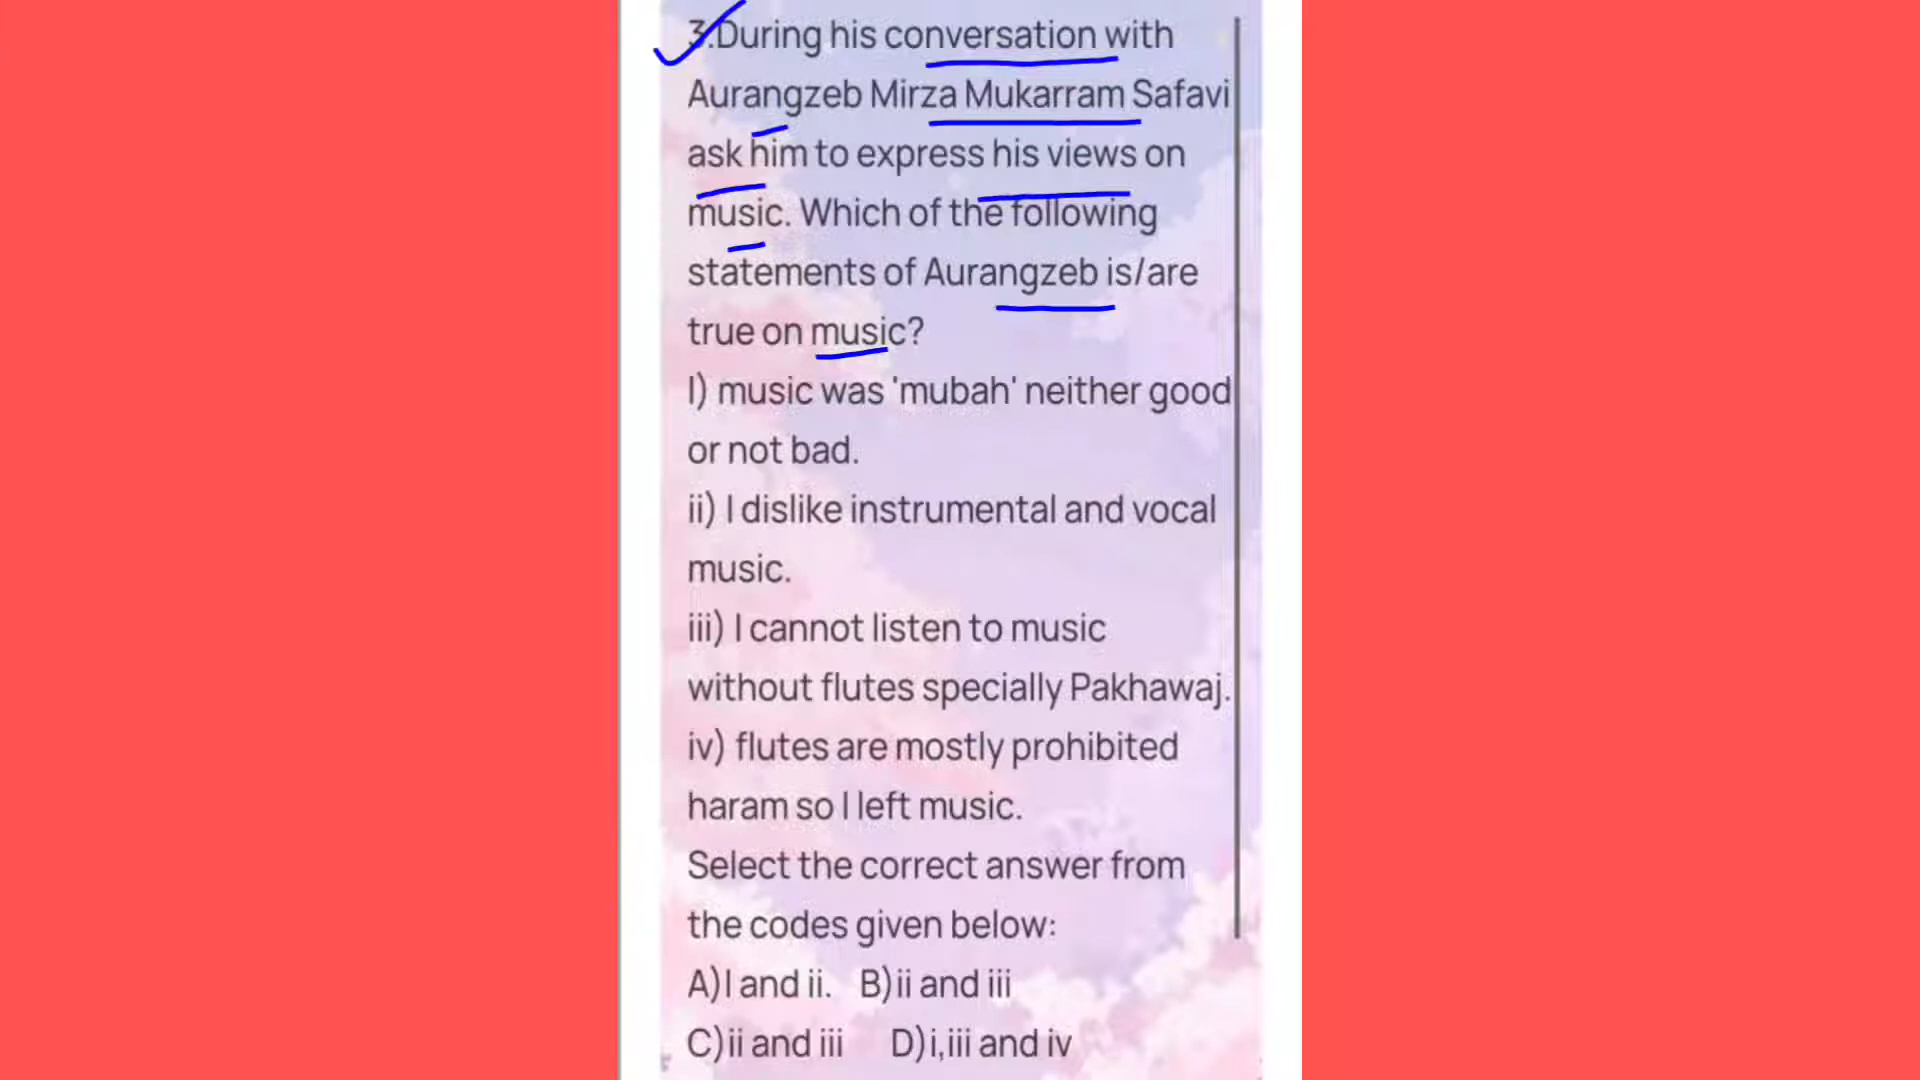 3.During his conversation with
Aurangzeb Mirza Mukarram Safavi
ask him to express his views on
music. Which of the following
statements of Aurangzeb is/are
true on music?
I) music was 'mubah' neither good
or not bad.
ii) I dislike instrumental and vocal
music.
iii) I cannot listen to music
without flutes specially Pakhawaj.
iv) flutes are mostly prohibited
haram so I left music.
Select the correct answer from
the codes given below:
A)I and ii. B)ii and iii
C)ii and iii D)i,iii and iv